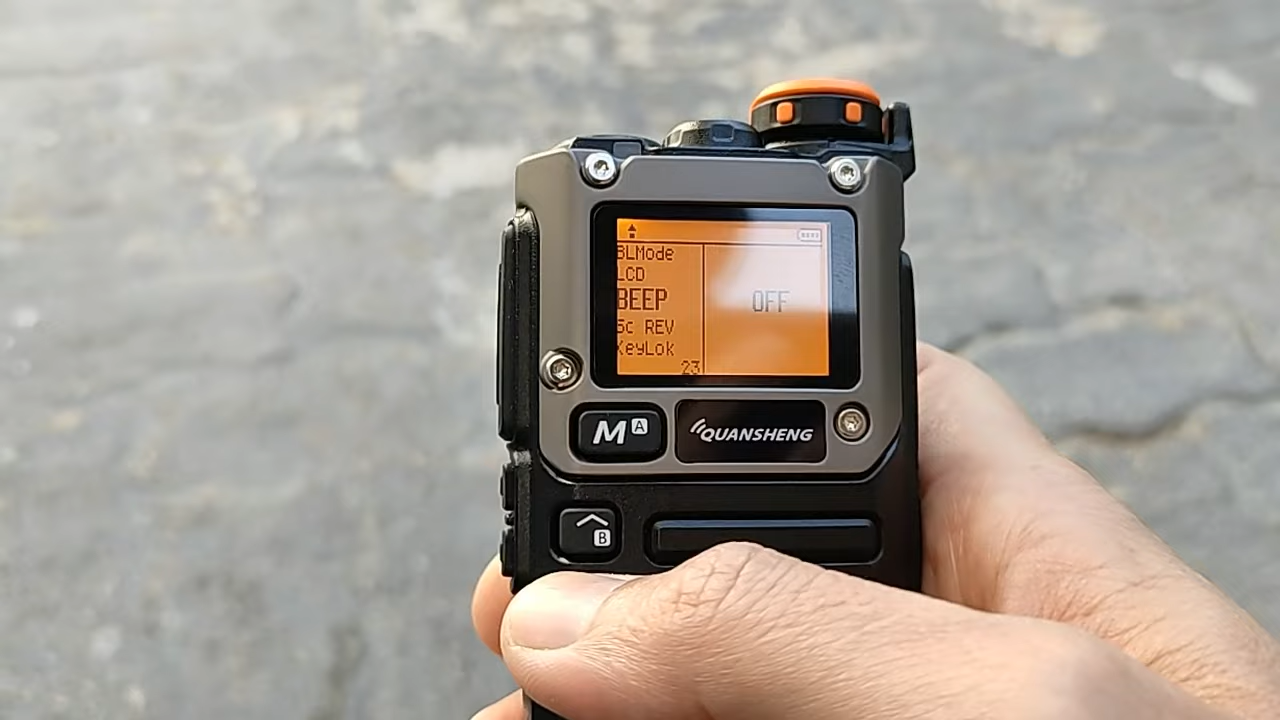 BLMode
LCD
BEEP
OFF
Sc REV
KeyLok
23
M A
QUANSHENG
B